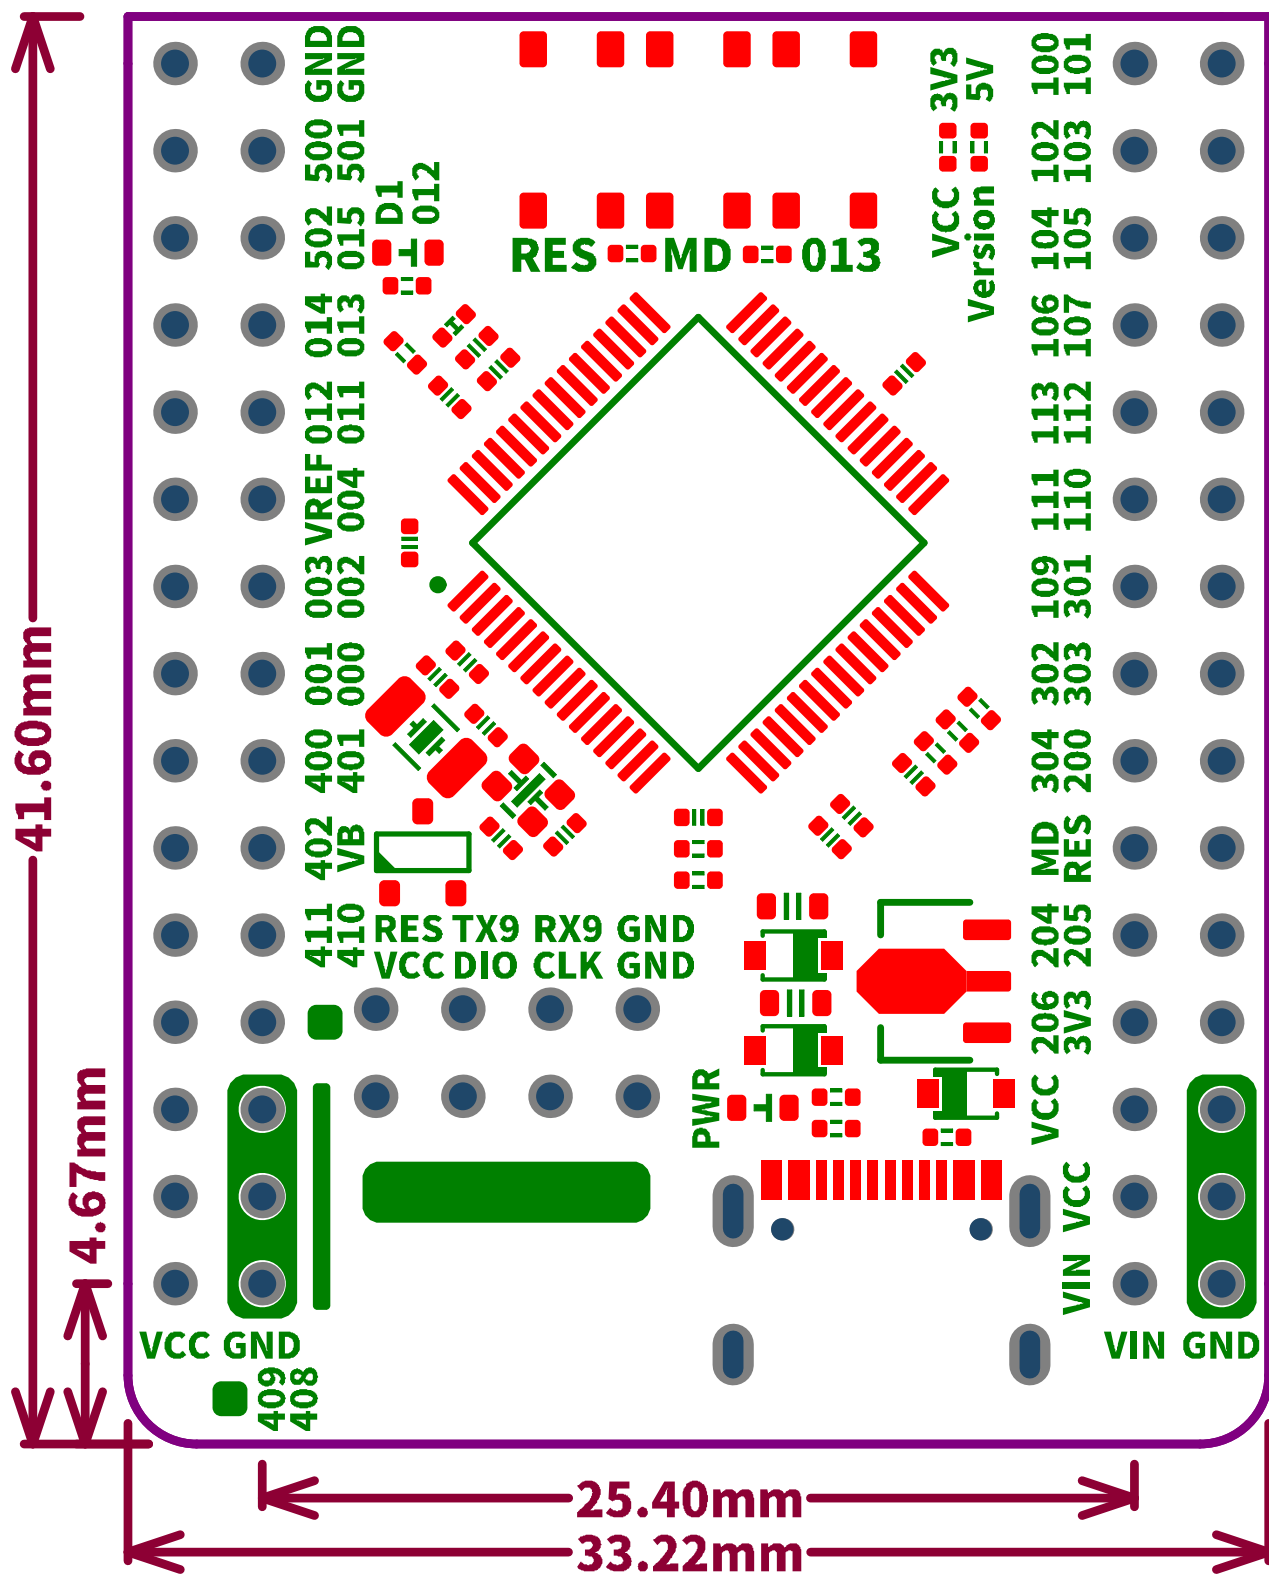 GND
GND
500
501
502
015
014
013
012
011
VREF
004
003
002
001
000
400
401
402
VB
411
410
D1
012
RES
MD
013
3V3
5V
VCC
Version
100
101
102
103
104
105
106
107
113
112
111
110
109
301
302
303
304
200
MD
RES
204
205
206
3V3
VCC
VCC
VIN
RES TX9 RX9 GND
VCC DIO CLK GND
PWR
VCC GND
409
408
VIN GND
41.60mm
4.67mm
25.40mm
33.22mm